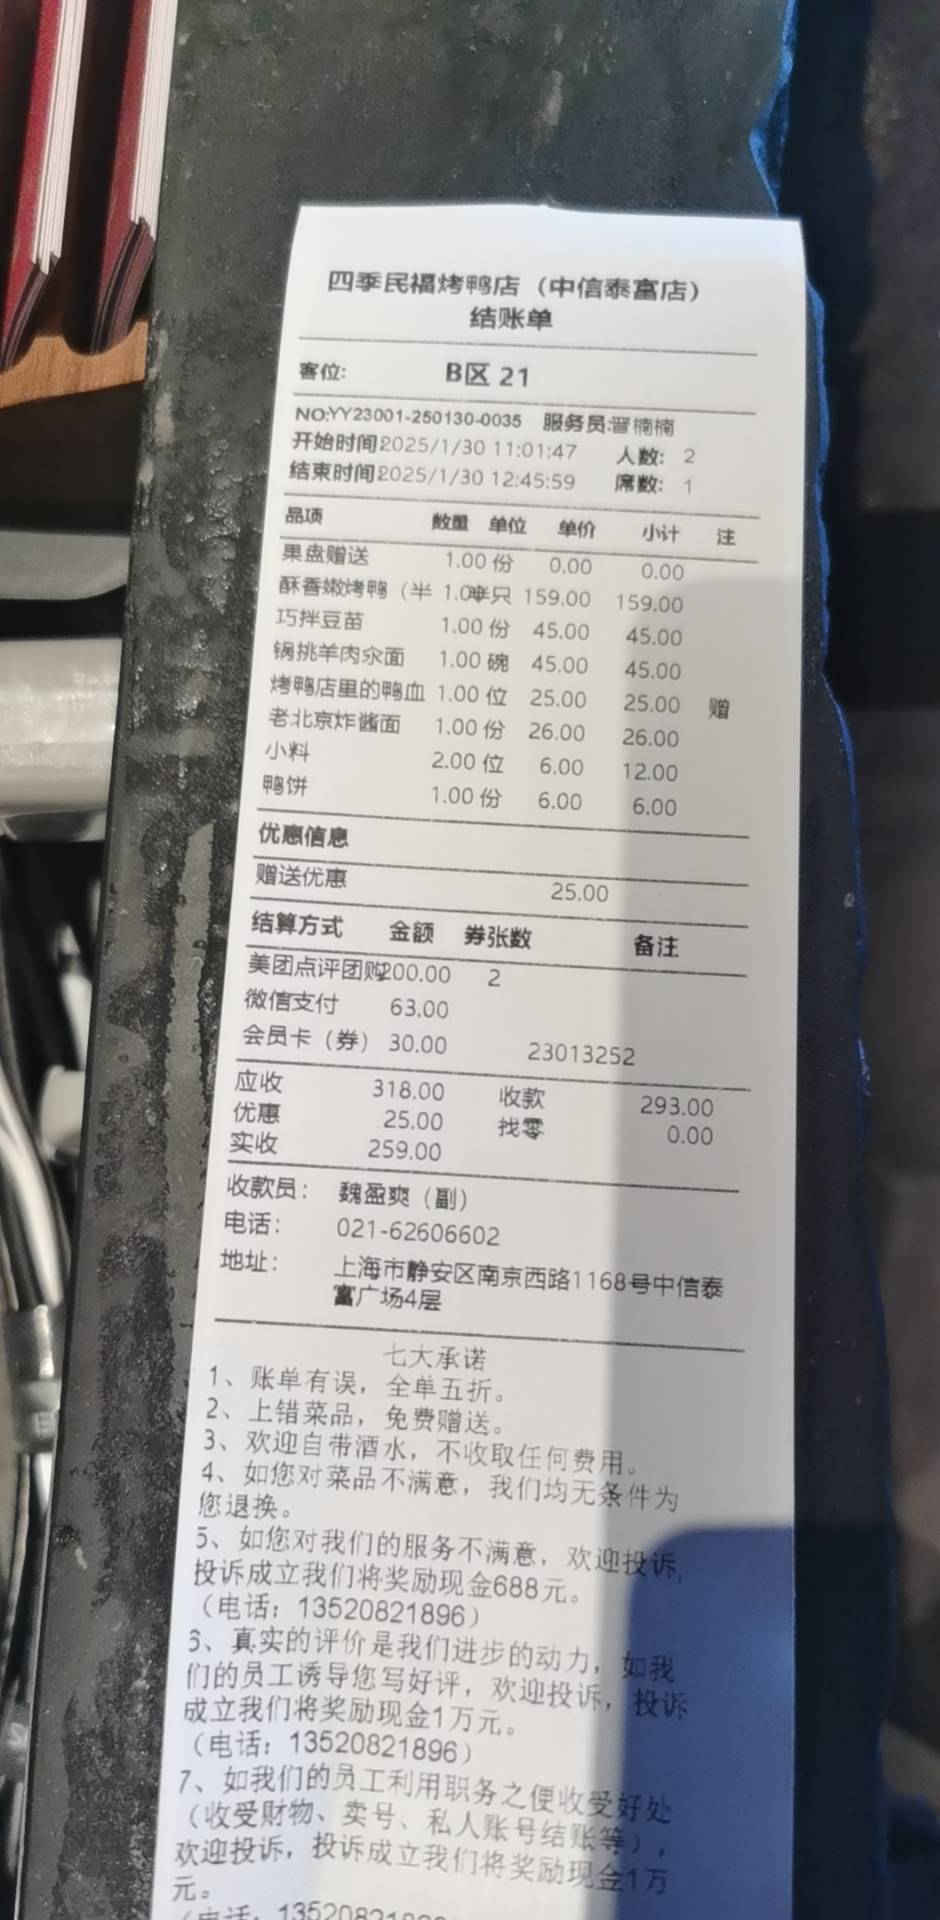 四季民福烤鸭店（中信泰富店）
结账单
客位： B区 21
NO:YY23001-250130-0035 服务员:晋楠楠
开始时间:2025/1/30 11:01:47 人数： 2
结束时间:2025/1/30 12:45:59 席数： 1
品项 数量 单位 单价 小计 注
果盘赠送 1.00 份 0.00 0.00
酥香嫩烤鸭（半 1.00 半只 159.00 159.00
巧拌豆苗 1.00 份 45.00 45.00
锅挑羊肉汆面 1.00 碗 45.00 45.00
烤鸭店里的鸭血 1.00 位 25.00 25.00 赠
老北京炸酱面 1.00 份 26.00 26.00
小料 2.00 位 6.00 12.00
鸭饼 1.00 份 6.00 6.00
优惠信息
赠送优惠 25.00
结算方式 金额 券张数 备注
美团点评团购 200.00 2
微信支付 63.00
会员卡（券） 30.00 23013252
应收 318.00 收款 293.00
优惠 25.00 找零 0.00
实收 259.00
收款员： 魏盈爽（副）
电话： 021-62606602
地址： 上海市静安区南京西路1168号中信泰
富广场4层
七大承诺
1、账单有误，全单五折。
2、上错菜品，免费赠送。
3、欢迎自带酒水，不收取任何费用。
4、如您对菜品不满意，我们均无条件为
您退换。
5、如您对我们的服务不满意，欢迎投诉，
投诉成立我们将奖励现金688元。
（电话：13520821896）
6、真实的评价是我们进步的动力，如我
们的员工诱导您写好评，欢迎投诉，投诉
成立我们将奖励现金1万元。
（电话：13520821896）
7、如我们的员工利用职务之便收受好处
（收受财物、卖号、私人账号结账等），
欢迎投诉，投诉成立我们将奖励现金1万
元。